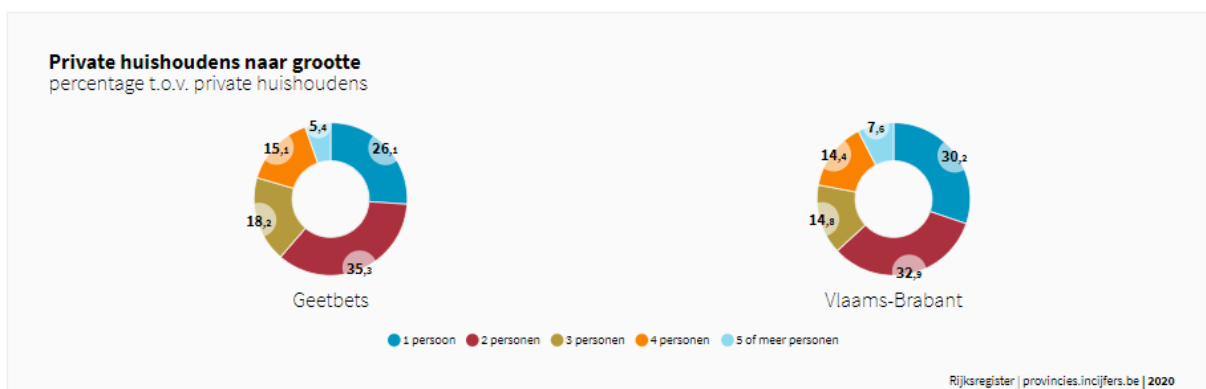 Private huishoudens naar grootte
percentage t.o.v. private huishoudens
5,4
26,1
15,1
18,2
35,3
Geetbets
7,6
30,2
14,4
14,8
32,9
Vlaams-Brabant
1 persoon 2 personen 3 personen 4 personen 5 of meer personen
Rijksregister | provincies.incijfers.be | 2020